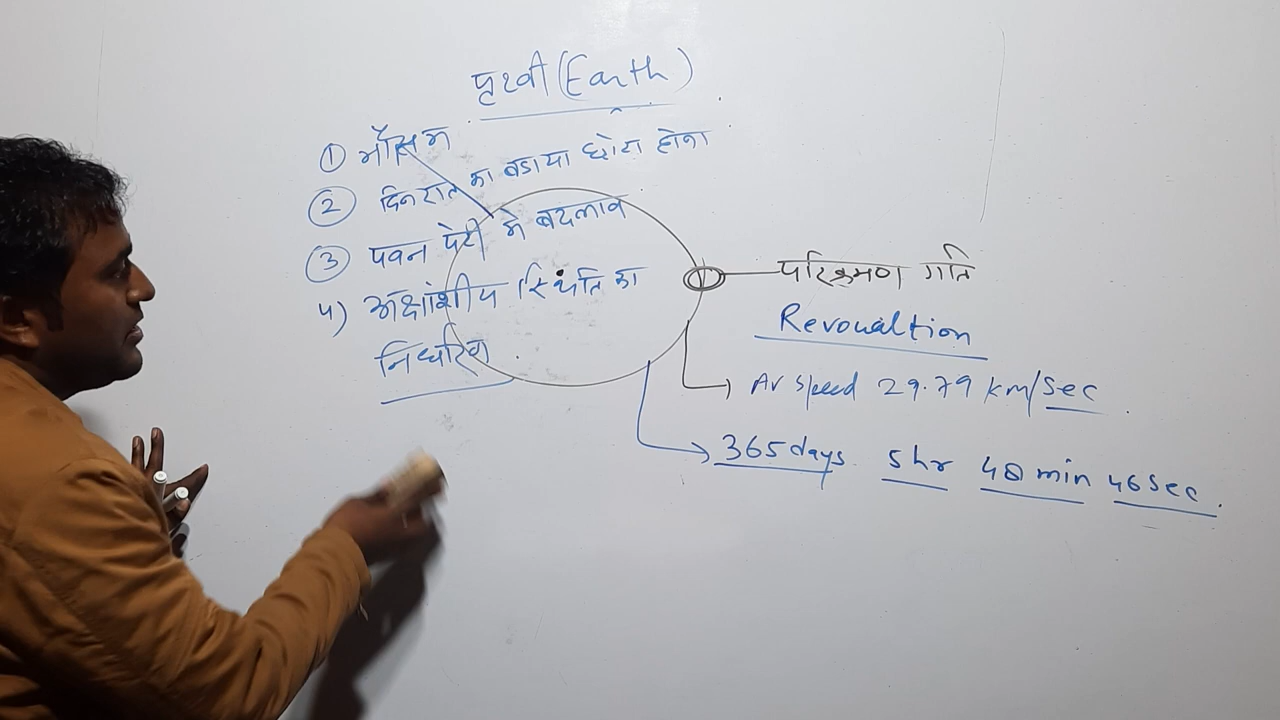 पृथ्वी (Earth)
① मौसम
② दिन रात का बडा या छोटा होना
③ पवन पेटी मे बदलाव
४) अक्षांशीय स्थिति का
निर्धारण
परिक्रमण गति
Revoualtion
Av Speed 29.79 km/Sec
365 days 5 hr 48 min 46 Sec.